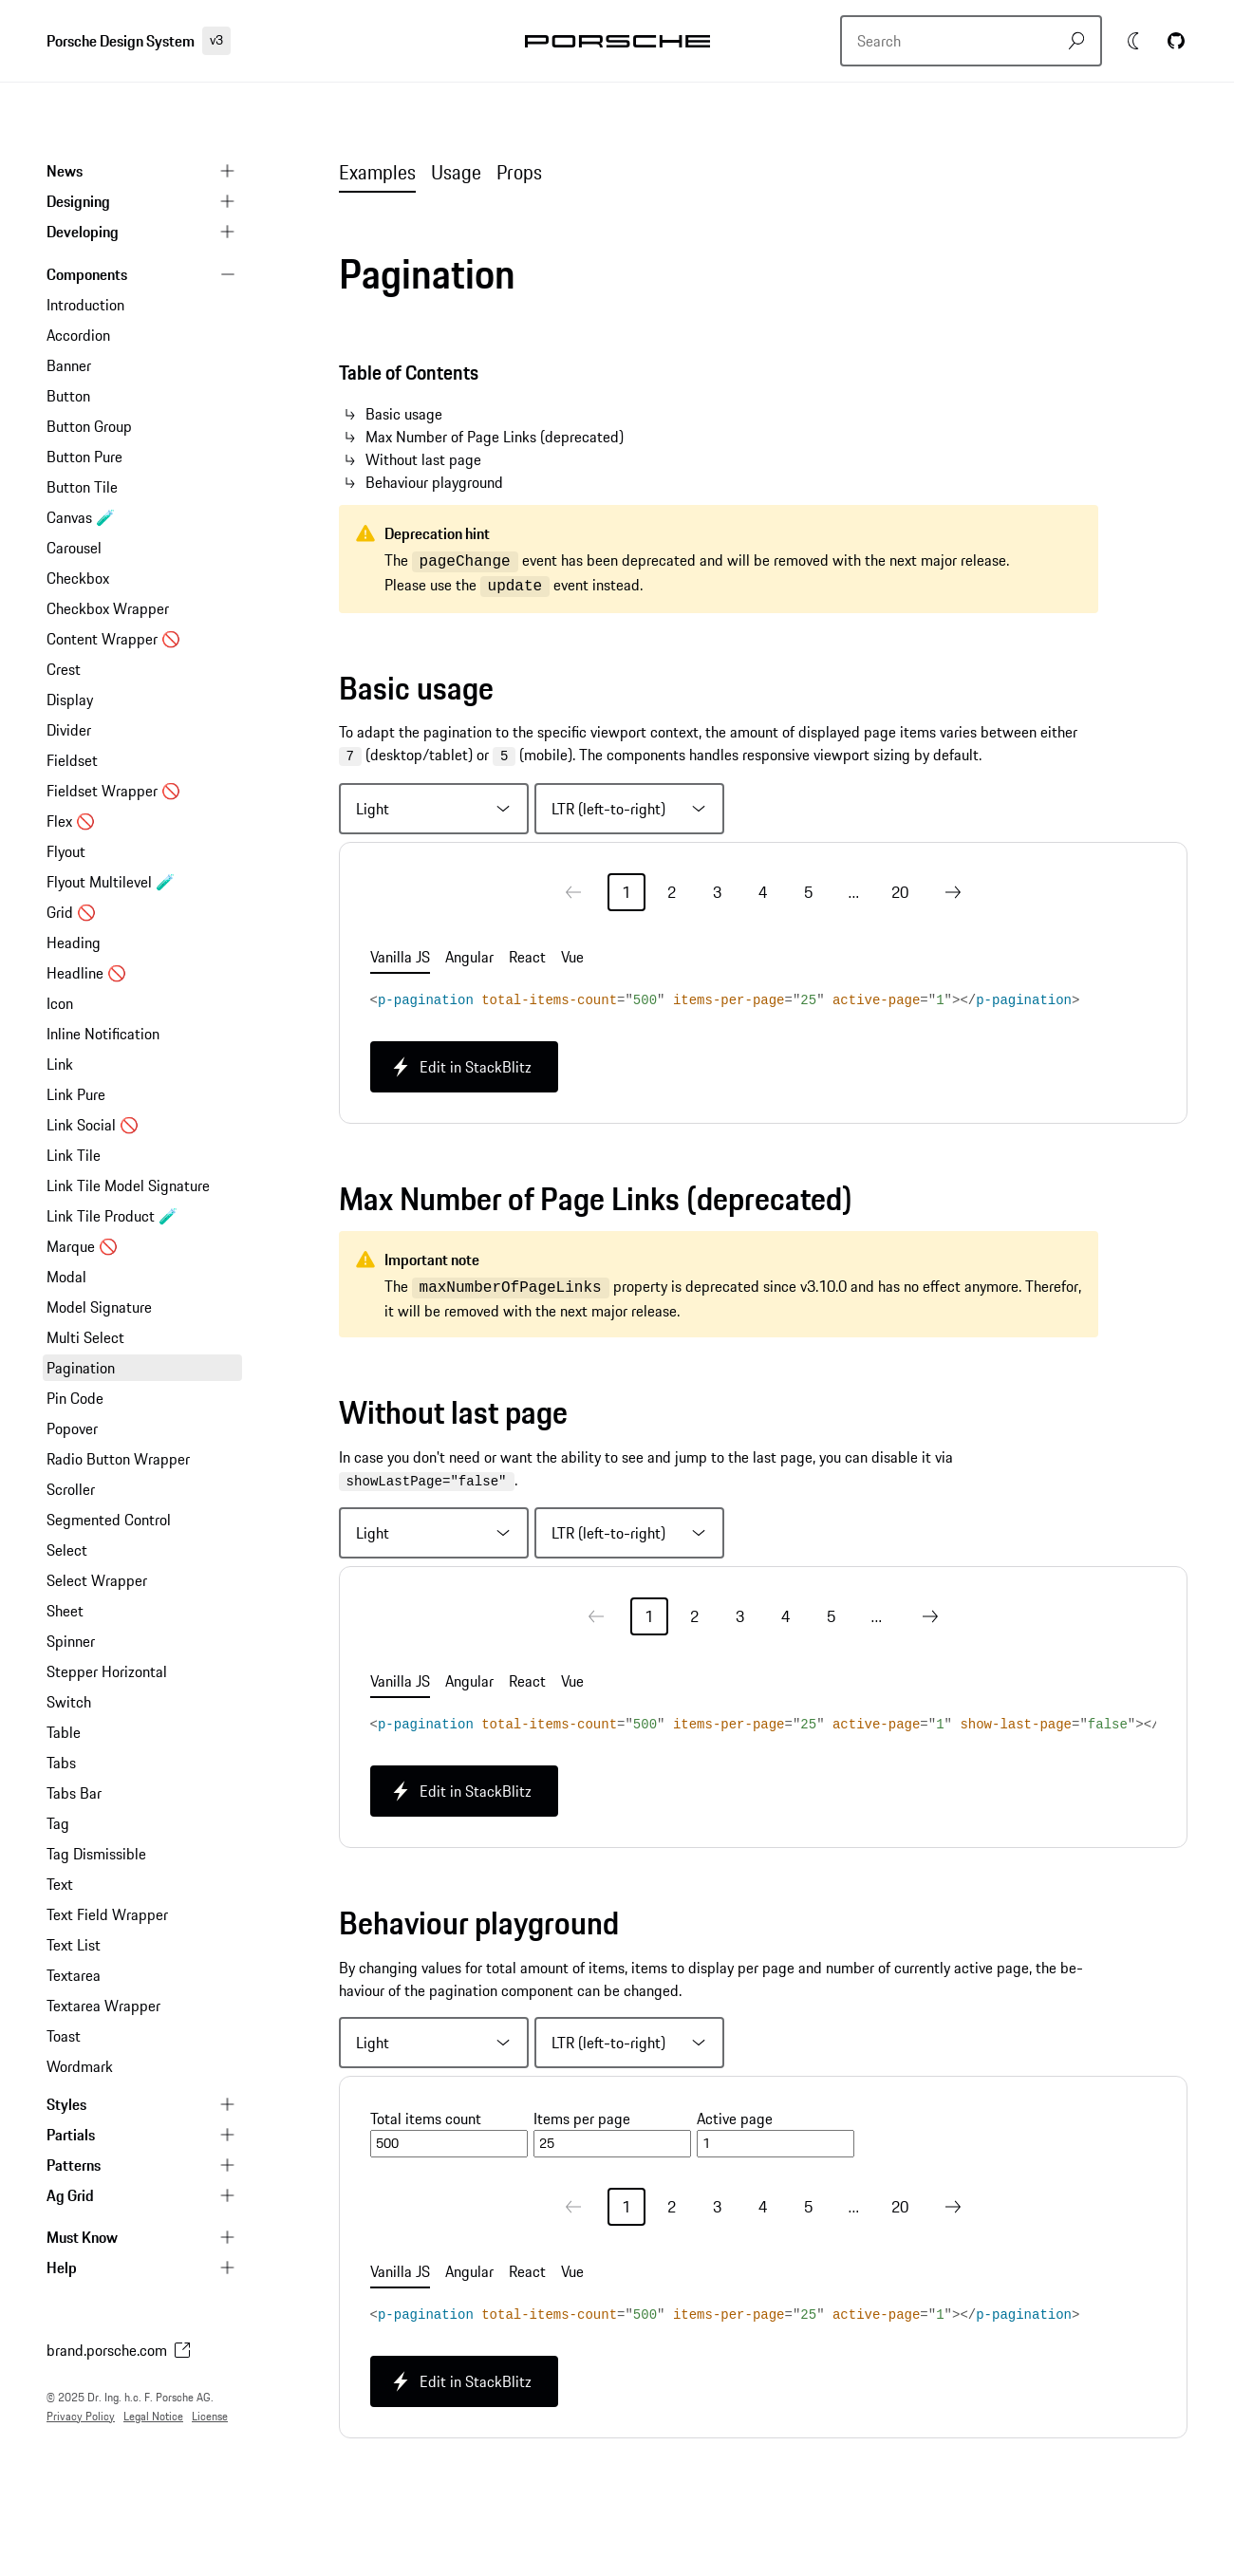 Porsche Design System v3
PORSCHE
Search
News
Designing
Developing
Components
Introduction
Accordion
Banner
Button
Button Group
Button Pure
Button Tile
Canvas 🧪
Carousel
Checkbox
Checkbox Wrapper
Content Wrapper 🚫
Crest
Display
Divider
Fieldset
Fieldset Wrapper 🚫
Flex 🚫
Flyout
Flyout Multilevel 🧪
Grid 🚫
Heading
Headline 🚫
Icon
Inline Notification
Link
Link Pure
Link Social 🚫
Link Tile
Link Tile Model Signature
Link Tile Product 🧪
Marque 🚫
Modal
Model Signature
Multi Select
Pagination
Pin Code
Popover
Radio Button Wrapper
Scroller
Segmented Control
Select
Select Wrapper
Sheet
Spinner
Stepper Horizontal
Switch
Table
Tabs
Tabs Bar
Tag
Tag Dismissible
Text
Text Field Wrapper
Text List
Textarea
Textarea Wrapper
Toast
Wordmark
Styles
Partials
Patterns
Ag Grid
Must Know
Help
brand.porsche.com
© 2025 Dr. Ing. h.c. F. Porsche AG.
Privacy Policy Legal Notice License
Examples Usage Props
Pagination
Table of Contents
↳ Basic usage
↳ Max Number of Page Links (deprecated)
↳ Without last page
↳ Behaviour playground
Deprecation hint
The pageChange event has been deprecated and will be removed with the next major release.
Please use the update event instead.
Basic usage
To adapt the pagination to the specific viewport context, the amount of displayed page items varies between either
7 (desktop/tablet) or 5 (mobile). The components handles responsive viewport sizing by default.
Light LTR (left-to-right)
1 2 3 4 5 ... 20
Vanilla JS Angular React Vue
<p-pagination total-items-count="500" items-per-page="25" active-page="1"></p-pagination>
Edit in StackBlitz
Max Number of Page Links (deprecated)
Important note
The maxNumberOfPageLinks property is deprecated since v3.10.0 and has no effect anymore. Therefor,
it will be removed with the next major release.
Without last page
In case you don't need or want the ability to see and jump to the last page, you can disable it via
showLastPage="false" .
Light LTR (left-to-right)
1 2 3 4 5 ...
Vanilla JS Angular React Vue
<p-pagination total-items-count="500" items-per-page="25" active-page="1" show-last-page="false"></
Edit in StackBlitz
Behaviour playground
By changing values for total amount of items, items to display per page and number of currently active page, the be-
haviour of the pagination component can be changed.
Light LTR (left-to-right)
Total items count Items per page Active page
500 25 1
1 2 3 4 5 ... 20
Vanilla JS Angular React Vue
<p-pagination total-items-count="500" items-per-page="25" active-page="1"></p-pagination>
Edit in StackBlitz